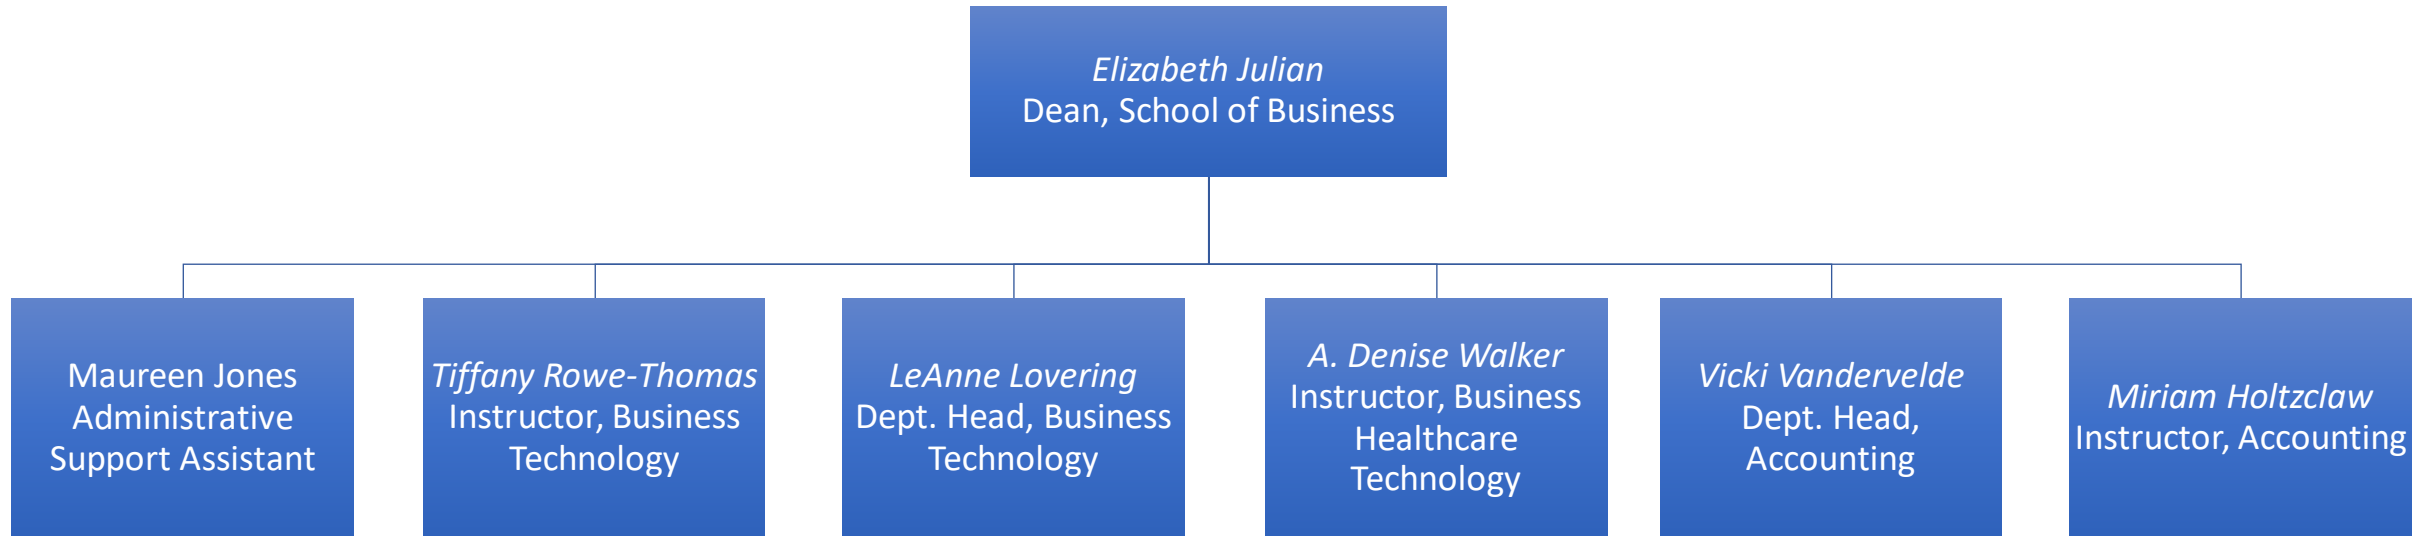 Elizabeth Julian
Dean, School of Business
Maureen Jones
Administrative
Support Assistant
Tiffany Rowe-Thomas
Instructor, Business
Technology
LeAnne Lovering
Dept. Head, Business
Technology
A. Denise Walker
Instructor, Business
Healthcare
Technology
Vicki Vandervelde
Dept. Head,
Accounting
Miriam Holtzclaw
Instructor, Accounting